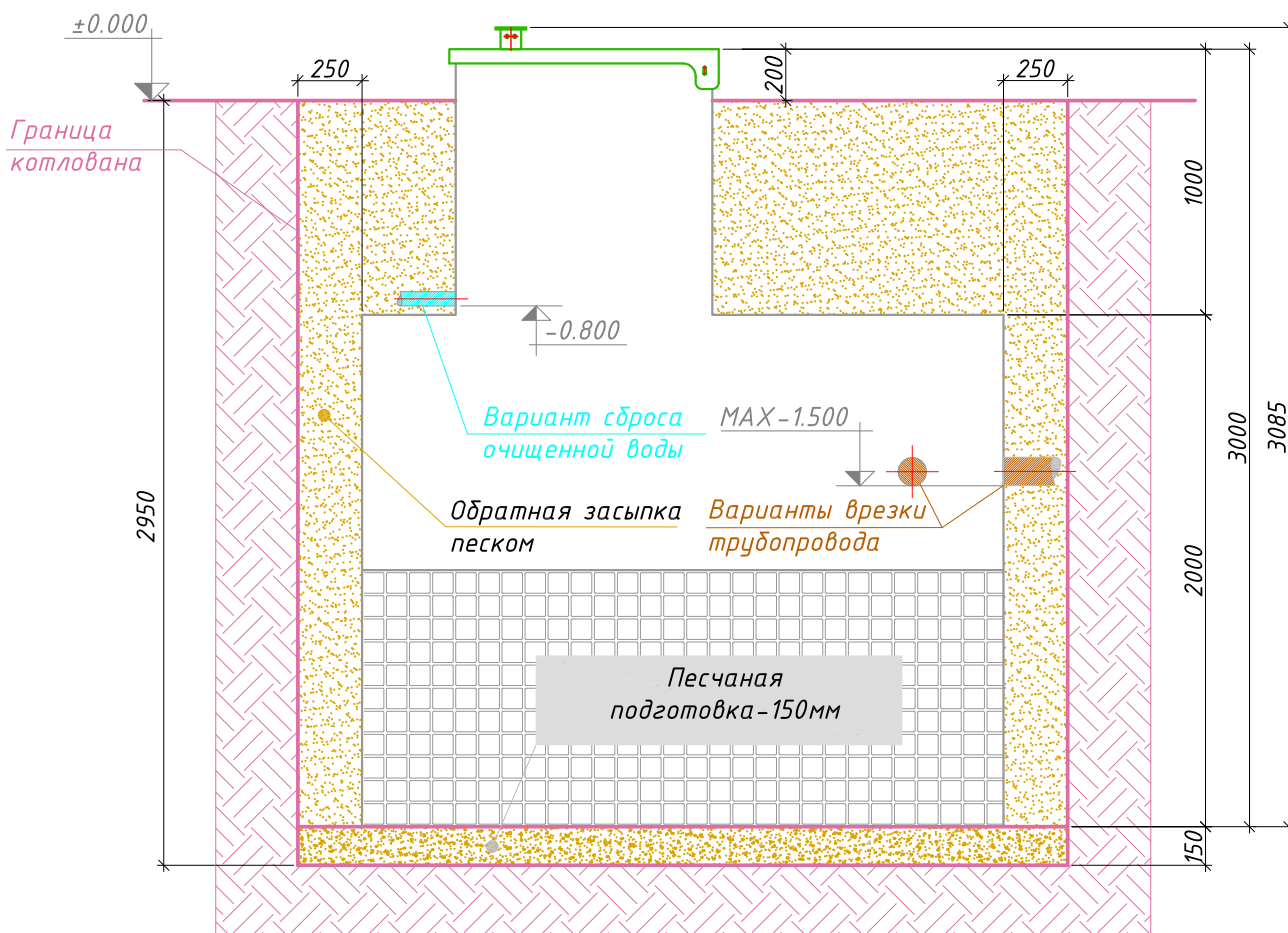 ±0.000
250
200
250
Граница
котлована
1000
-0.800
Вариант сброса
очищенной воды
MAX-1.500
3000
3085
2950
Обратная засыпка
песком
Варианты врезки
трубопровода
2000
Песчаная
подготовка-150мм
150